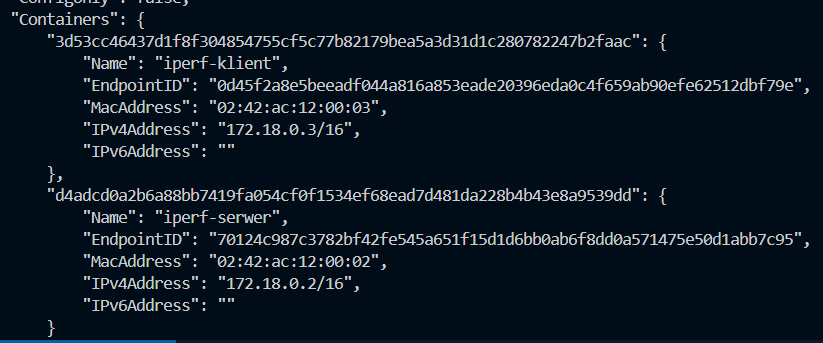 "Containers": {
"3d53cc46437d1f8f304854755cf5c77b82179bea5a3d31d1c280782247b2faac": {
"Name": "iperf-klient",
"EndpointID": "0d45f2a8e5beeadf044a816a853eade20396eda0c4f659ab90efe62512dbf79e",
"MacAddress": "02:42:ac:12:00:03",
"IPv4Address": "172.18.0.3/16",
"IPv6Address": ""
},
"d4adcd0a2b6a88bb7419fa054cf0f1534ef68ead7d481da228b4b43e8a9539dd": {
"Name": "iperf-serwer",
"EndpointID": "70124c987c3782bf42fe545a651f15d1d6bb0ab6f8dd0a571475e50d1abb7c95",
"MacAddress": "02:42:ac:12:00:02",
"IPv4Address": "172.18.0.2/16",
"IPv6Address": ""
}